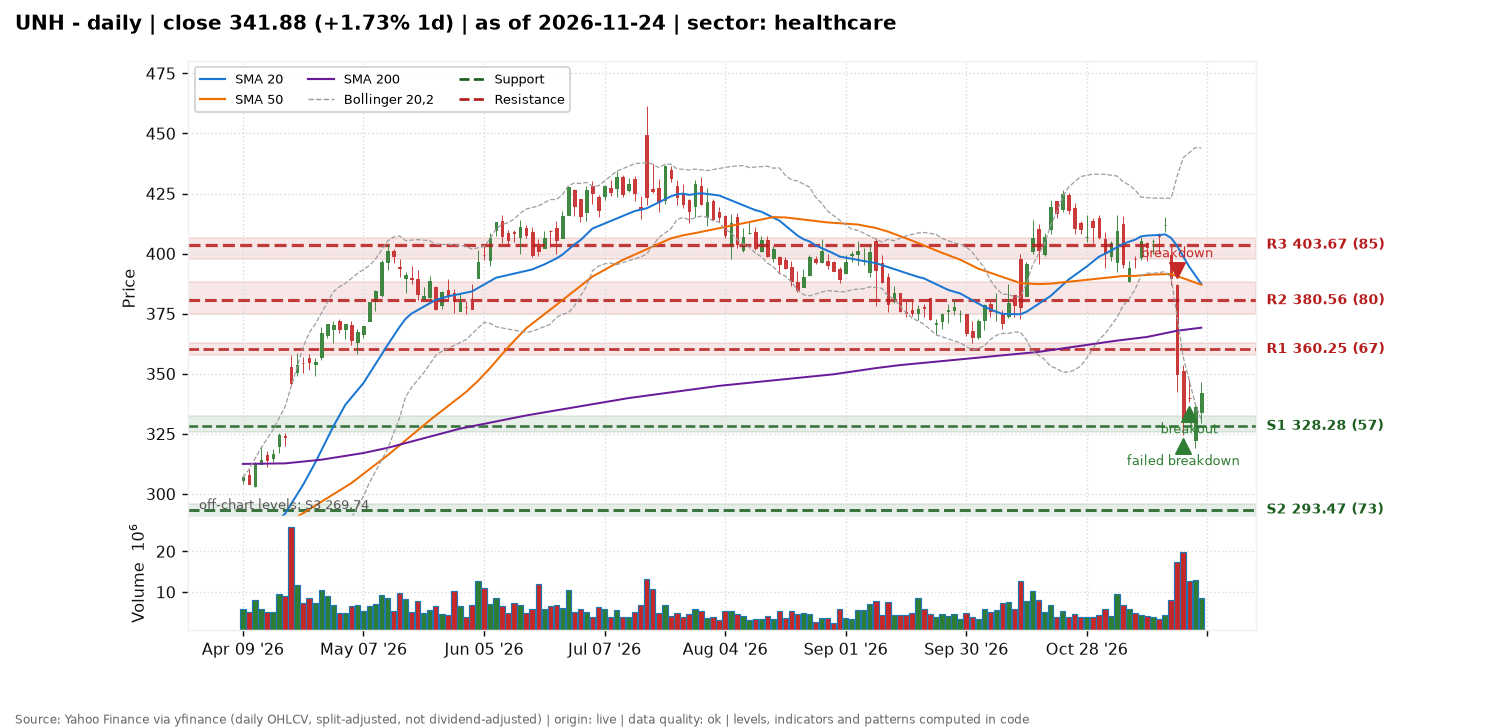 UNH - daily | close 341.88 (+1.73% 1d) | as of 2026-11-24 | sector: healthcare
SMA 20
SMA 50
SMA 200
Bollinger 20,2
Support
Resistance
Price
475
450
425
400
375
350
325
300
R3 403.67 (85)
R2 380.56 (80)
R1 360.25 (67)
S1 328.28 (57)
S2 293.47 (73)
breakdown
breakout
failed breakdown
off-chart levels: S3 269.74
Volume 10^6
20
10
Apr 09 '26
May 07 '26
Jun 05 '26
Jul 07 '26
Aug 04 '26
Sep 01 '26
Sep 30 '26
Oct 28 '26
Source: Yahoo Finance via yfinance (daily OHLCV, split-adjusted, not dividend-adjusted) | origin: live | data quality: ok | levels, indicators and patterns computed in code